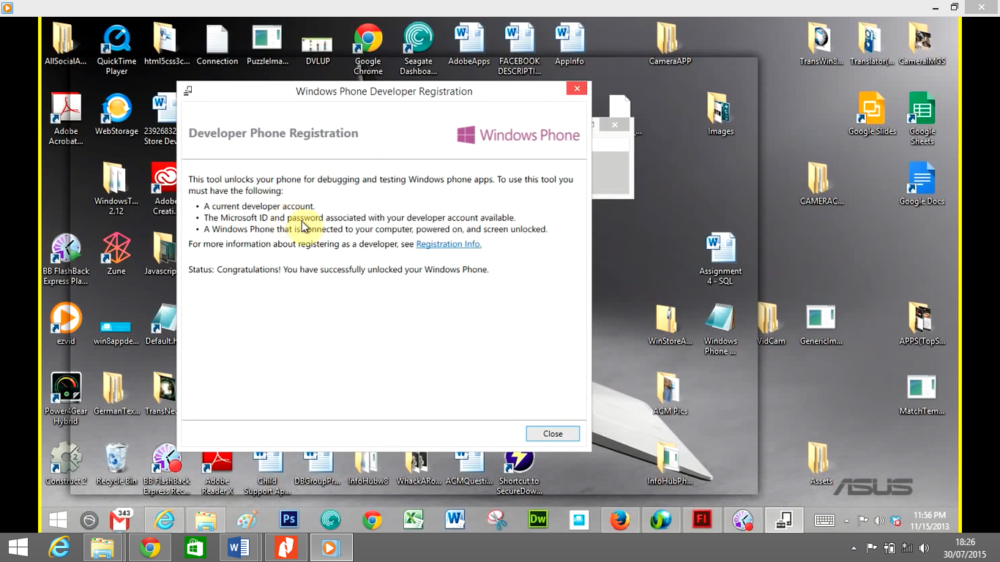 AllSocialA...
QuickTime
Player
html5css3c...
Connection
PuzzleIma...
DVLUP
Google
Chrome
Seagate
Dashboa...
AdobeApps
FACEBOOK
DESCRIPTI...
AppInfo
CameraAPP
TransWin8...
Translator(...
CameraIMGS
Windows Phone Developer Registration
Developer Phone Registration
Windows Phone
This tool unlocks your phone for debugging and testing Windows phone apps. To use this tool you
must have the following:
• A current developer account.
• The Microsoft ID and password associated with your developer account available.
• A Windows Phone that is connected to your computer, powered on, and screen unlocked.
For more information about registering as a developer, see Registration Info.
Status: Congratulations! You have successfully unlocked your Windows Phone.
Close
Adobe
Acrobat...
WebStorage
23926832
Store Dev
Images
Google Slides
Google
Sheets
WindowsT...
2.12
Adobe
Creati...
CAMERAC...
Google Docs
BB FlashBack
Express Pla...
Zune
Javascrip
Assignment
4 - SQL
ezvid
win8appde...
Default.h
WinStoreA...
Windows
Phone ...
VidCam
GenericIm...
APPS(TopS...
Power4Gear
Hybrid
GermanTex...
TransNew
ACM Pics
MatchTem...
Construct 2
Recycle Bin
BB FlashBack
Express Rec...
Adobe
Reader X
Child
Support Ap...
DBGroupPr...
InfoHubw8
WhackARo...
ACMQuesti...
Shortcut to
SecureDow...
InfoHubPh...
Assets
ASUS
343
Ps
Dw
Fl
11:56 PM
11/15/2013
18:26
30/07/2015